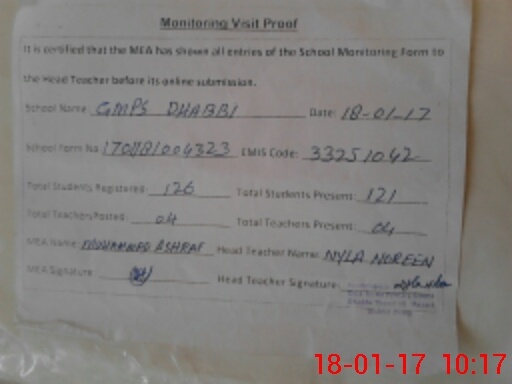 Monitoring Visit Proof
It is certified that the MEA has shown all entries of the School Monitoring Form to
the Head Teacher before its online submission.
School Name: GMPS DHABBI Date: 18-01-17
School Form No 170181004323 EMIS Code: 33251042
Total Students Registered: 126 Total Students Present: 121
Total Teachers Posted: 04 Total Teachers Present: 04
MEA Name: MUHAMMAD ASHRAF Head Teacher Name: NYLA NOREEN
MEA Signature: Head Teacher Signature:
18-01-17 10:17